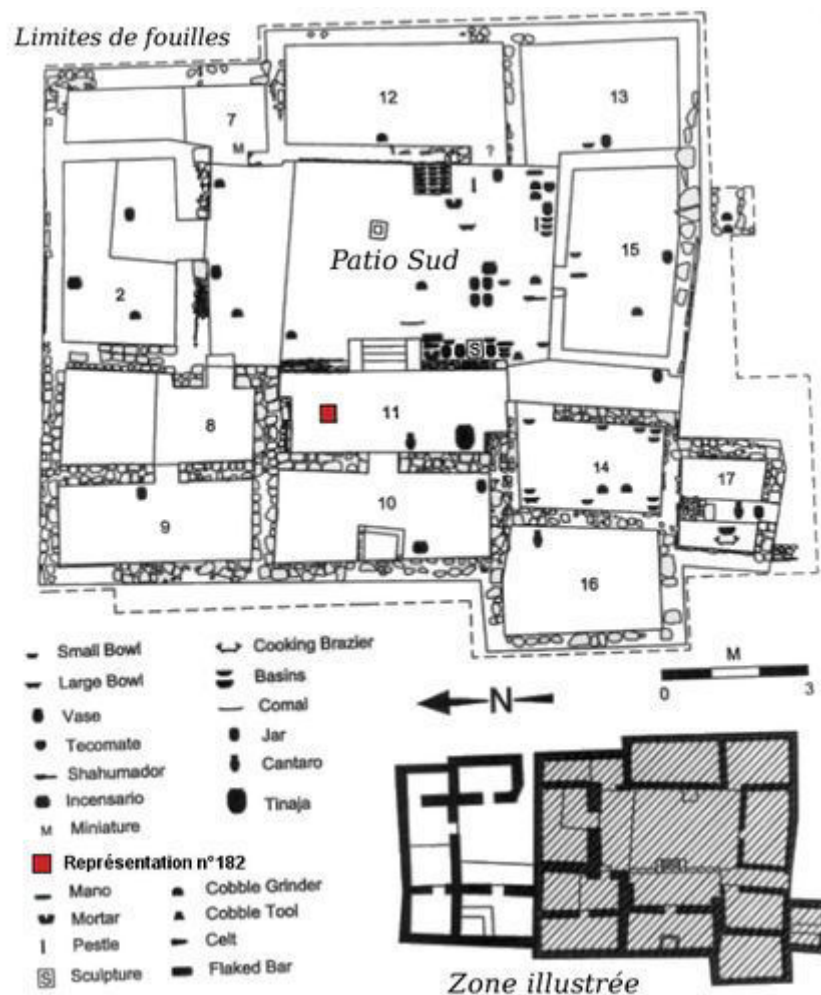 Limites de fouilles
12
13
7
M
?
15
Patio Sud
2
S
8
11
14
17
10
9
16
Small Bowl
Large Bowl
Vase
Tecomate
Shahumador
Incensario
M Miniature
Représentation n°182
Mano
Mortar
Pestle
S Sculpture
Cooking Brazier
Basins
Comal
Jar
Cantaro
Tinaja
Cobble Grinder
Cobble Tool
Celt
Flaked Bar
M
0 3
N
Zone illustrée